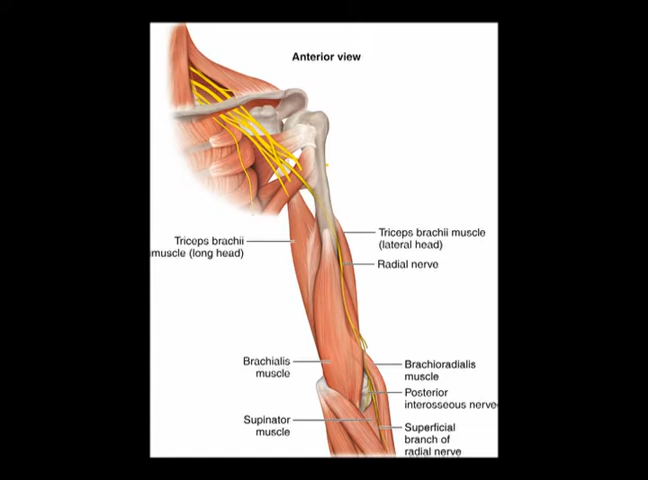 Anterior view
Triceps brachii
muscle (long head)
Triceps brachii muscle
(lateral head)
Radial nerve
Brachialis
muscle
Brachioradialis
muscle
Posterior
interosseous nerve
Supinator
muscle
Superficial
branch of
radial nerve